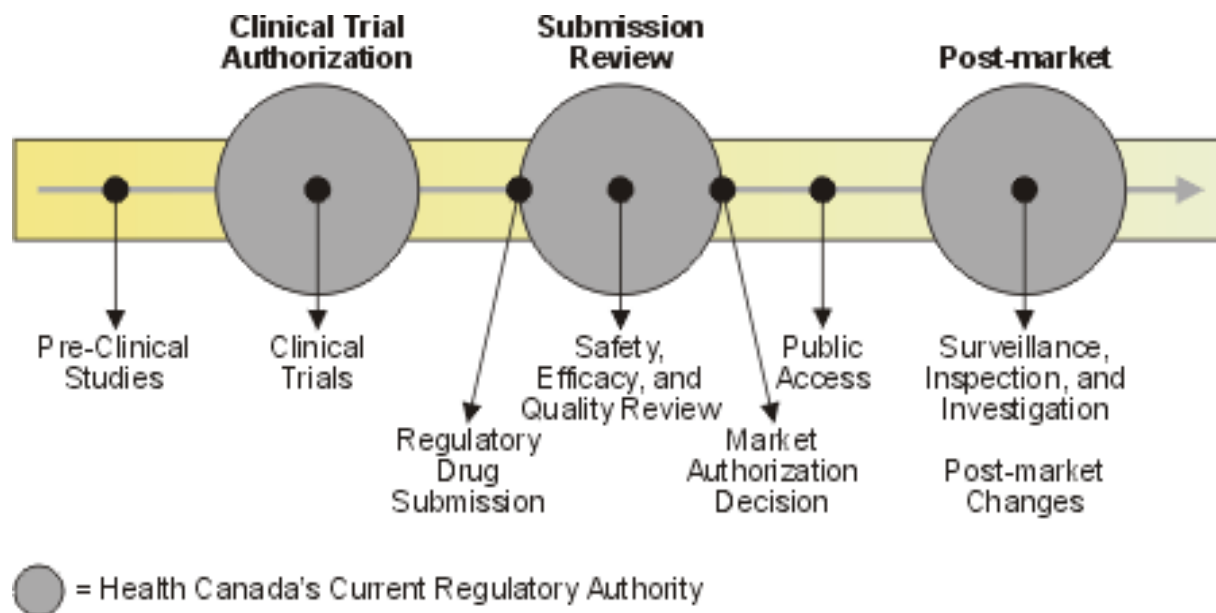 Clinical Trial
Authorization
Submission
Review
Post-market
Pre-Clinical
Studies
Clinical
Trials
Regulatory
Drug
Submission
Safety,
Efficacy, and
Quality Review
Market
Authorization
Decision
Public
Access
Surveillance,
Inspection, and
Investigation
Post-market
Changes
= Health Canada's Current Regulatory Authority